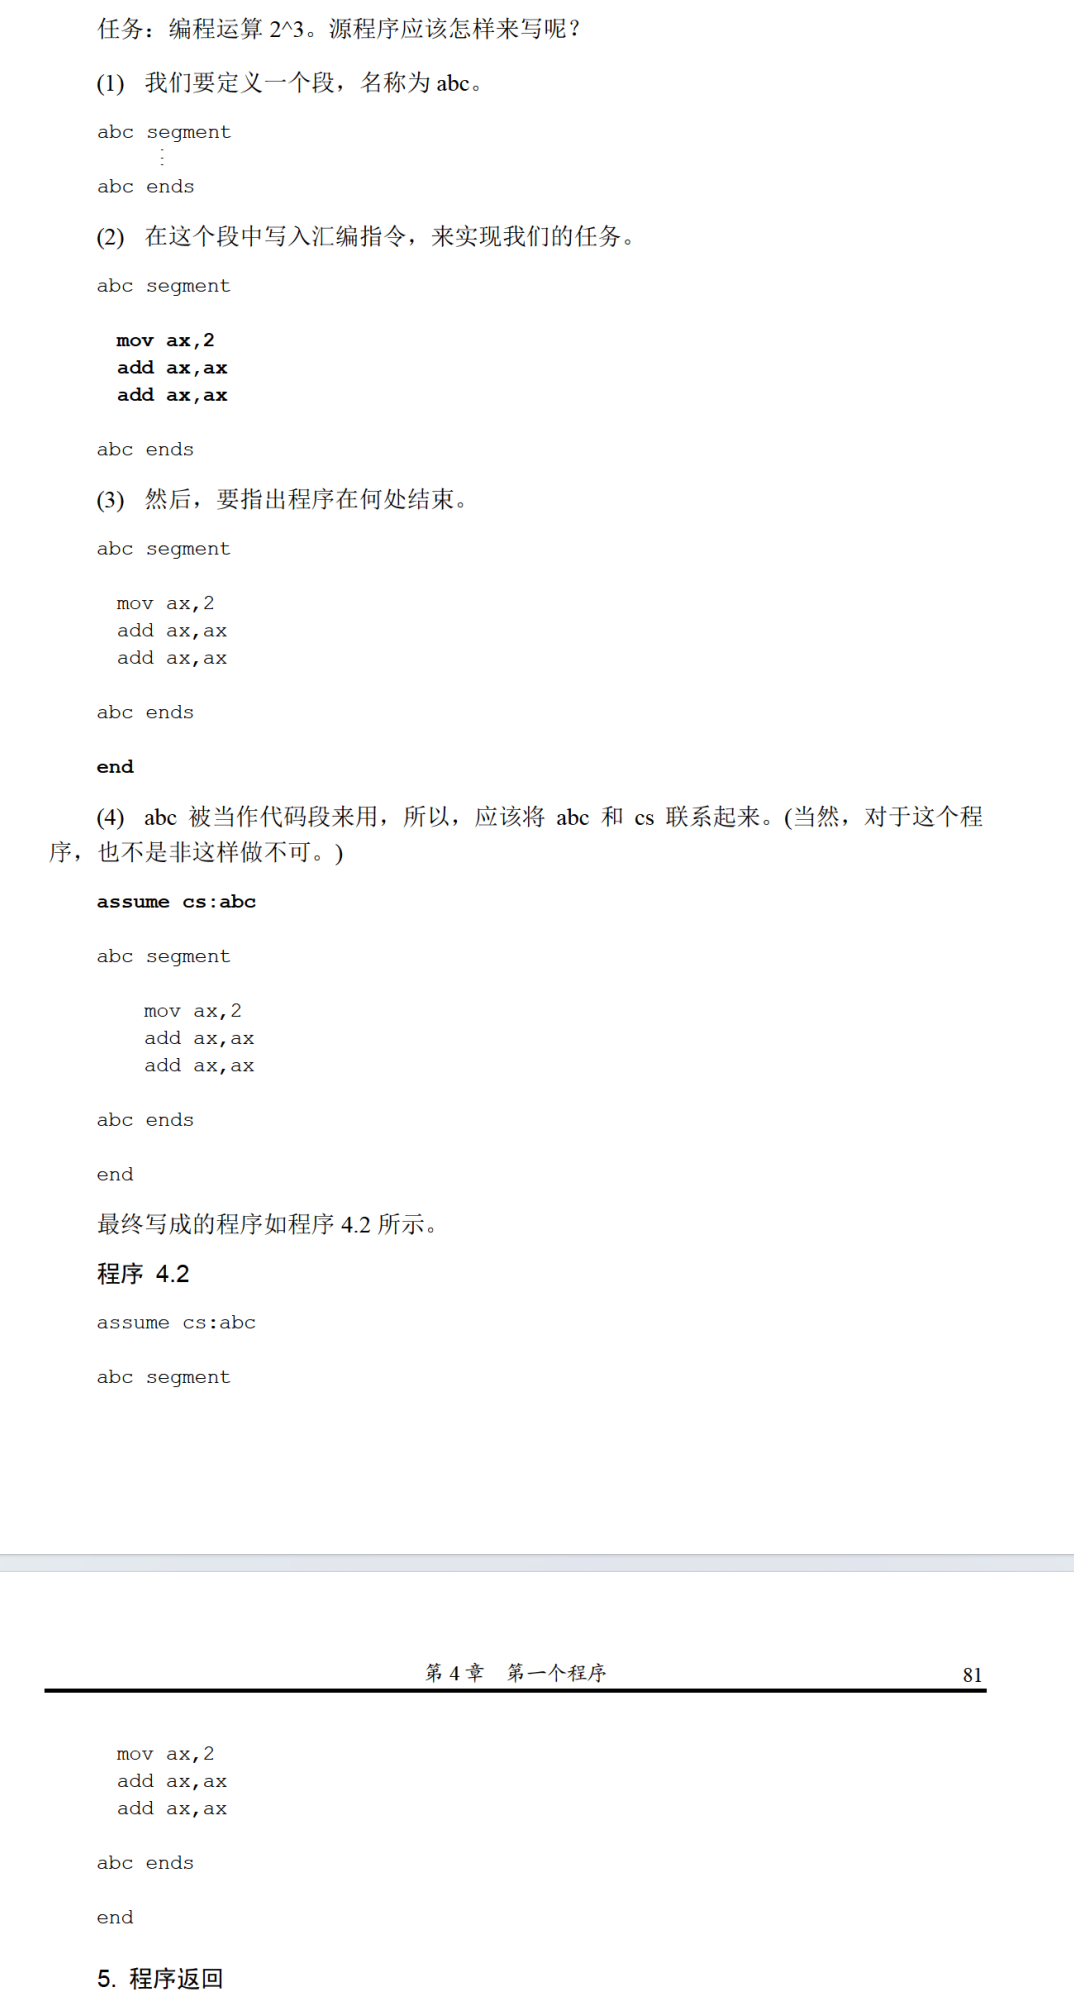 任务：编程运算 2^3。源程序应该怎样来写呢？
(1) 我们要定义一个段，名称为 abc。
abc segment
⋮
abc ends
(2) 在这个段中写入汇编指令，来实现我们的任务。
abc segment
mov ax,2
add ax,ax
add ax,ax
abc ends
(3) 然后，要指出程序在何处结束。
abc segment
mov ax,2
add ax,ax
add ax,ax
abc ends
end
(4) abc 被当作代码段来用，所以，应该将 abc 和 cs 联系起来。(当然，对于这个程
序，也不是非这样做不可。)
assume cs:abc
abc segment
mov ax,2
add ax,ax
add ax,ax
abc ends
end
最终写成的程序如程序 4.2 所示。
程序 4.2
assume cs:abc
abc segment
第 4 章 第一个程序 81
mov ax,2
add ax,ax
add ax,ax
abc ends
end
5. 程序返回